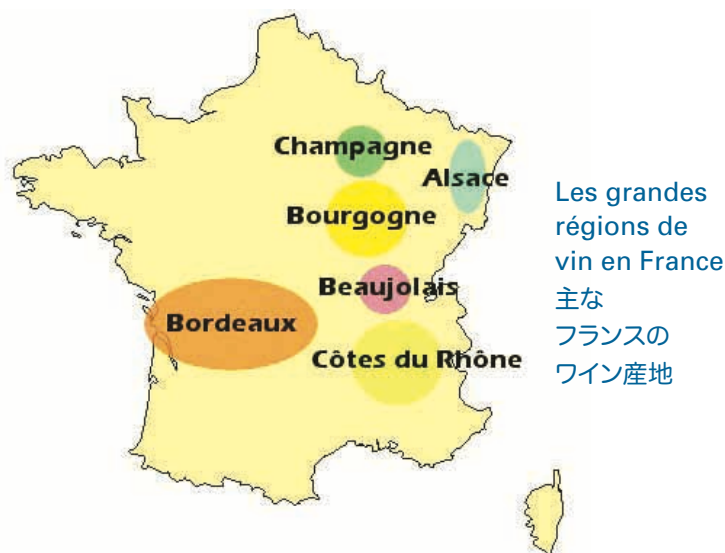 Champagne
Alsace
Bourgogne
Beaujolais
Bordeaux
Côtes du Rhône
Les grandes
régions de
vin en France
主な
フランスの
ワイン産地